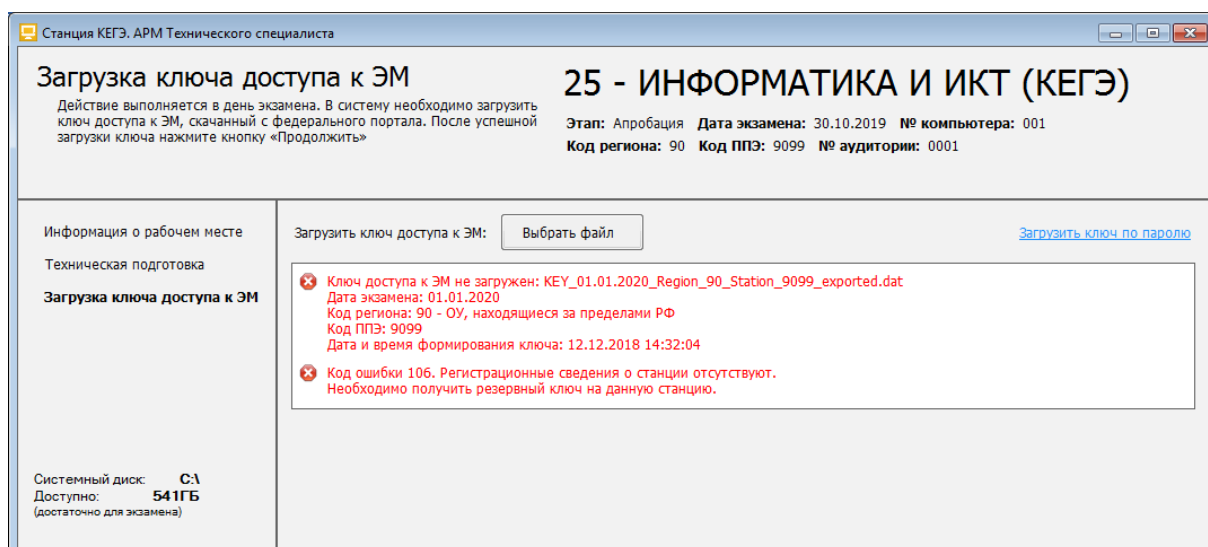 Станция КЕГЭ. АРМ Технического специалиста
Загрузка ключа доступа к ЭМ
Действие выполняется в день экзамена. В систему необходимо загрузить
ключ доступа к ЭМ, скачанный с федерального портала. После успешной
загрузки ключа нажмите кнопку «Продолжить»
25 - ИНФОРМАТИКА И ИКТ (КЕГЭ)
Этап: Апробация Дата экзамена: 30.10.2019 № компьютера: 001
Код региона: 90 Код ППЭ: 9099 № аудитории: 0001
Информация о рабочем месте
Техническая подготовка
Загрузка ключа доступа к ЭМ
Системный диск: C:\
Доступно: 541ГБ
(достаточно для экзамена)
Загрузить ключ доступа к ЭМ: Выбрать файл Загрузить ключ по паролю
Ключ доступа к ЭМ не загружен: KEY_01.01.2020_Region_90_Station_9099_exported.dat
Дата экзамена: 01.01.2020
Код региона: 90 - ОУ, находящиеся за пределами РФ
Код ППЭ: 9099
Дата и время формирования ключа: 12.12.2018 14:32:04
Код ошибки 106. Регистрационные сведения о станции отсутствуют.
Необходимо получить резервный ключ на данную станцию.